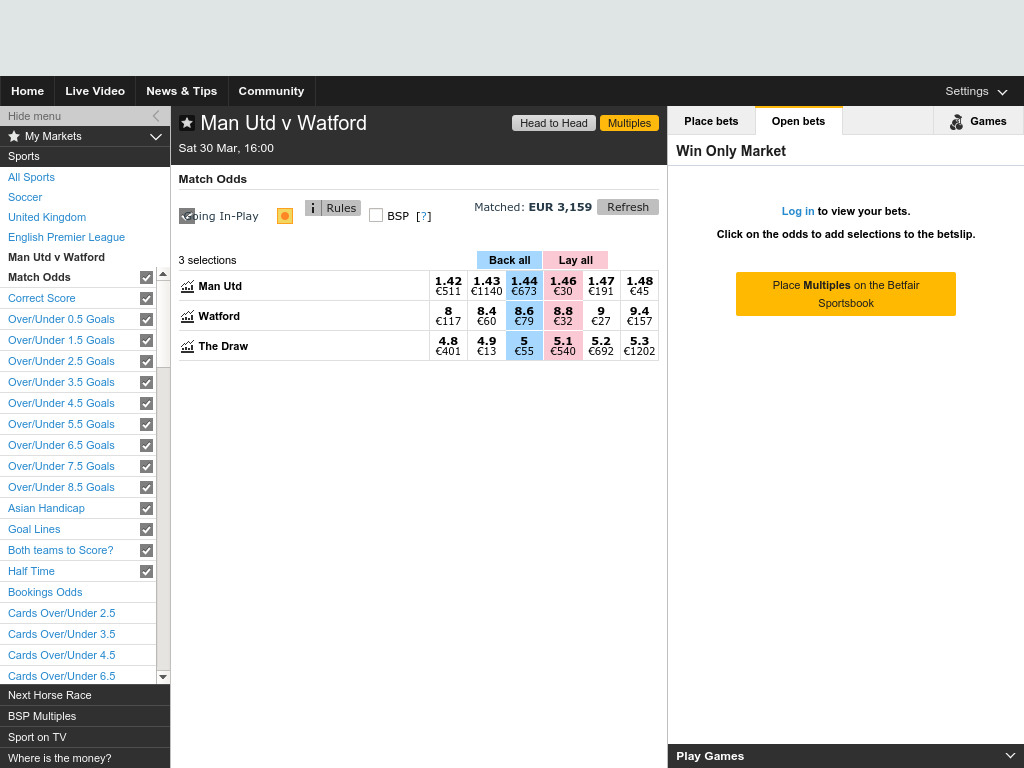 Home Live Video News & Tips Community Settings
Hide menu
My Markets
Sports
All Sports
Soccer
United Kingdom
English Premier League
Man Utd v Watford
Match Odds
Correct Score
Over/Under 0.5 Goals
Over/Under 1.5 Goals
Over/Under 2.5 Goals
Over/Under 3.5 Goals
Over/Under 4.5 Goals
Over/Under 5.5 Goals
Over/Under 6.5 Goals
Over/Under 7.5 Goals
Over/Under 8.5 Goals
Asian Handicap
Goal Lines
Both teams to Score?
Half Time
Bookings Odds
Cards Over/Under 2.5
Cards Over/Under 3.5
Cards Over/Under 4.5
Cards Over/Under 6.5
Next Horse Race
BSP Multiples
Sport on TV
Where is the money?
Man Utd v Watford Head to Head Multiples
Sat 30 Mar, 16:00
Match Odds
Going In-Play i Rules BSP [?] Matched: EUR 3,159 Refresh
3 selections Back all Lay all
Man Utd 1.42 1.43 1.44 1.46 1.47 1.48
€511 €1140 €673 €30 €191 €45
Watford 8 8.4 8.6 8.8 9 9.4
€117 €60 €79 €32 €27 €157
The Draw 4.8 4.9 5 5.1 5.2 5.3
€401 €13 €55 €540 €692 €1202
Place bets Open bets Games
Win Only Market
Log in to view your bets.
Click on the odds to add selections to the betslip.
Place Multiples on the Betfair
Sportsbook
Play Games